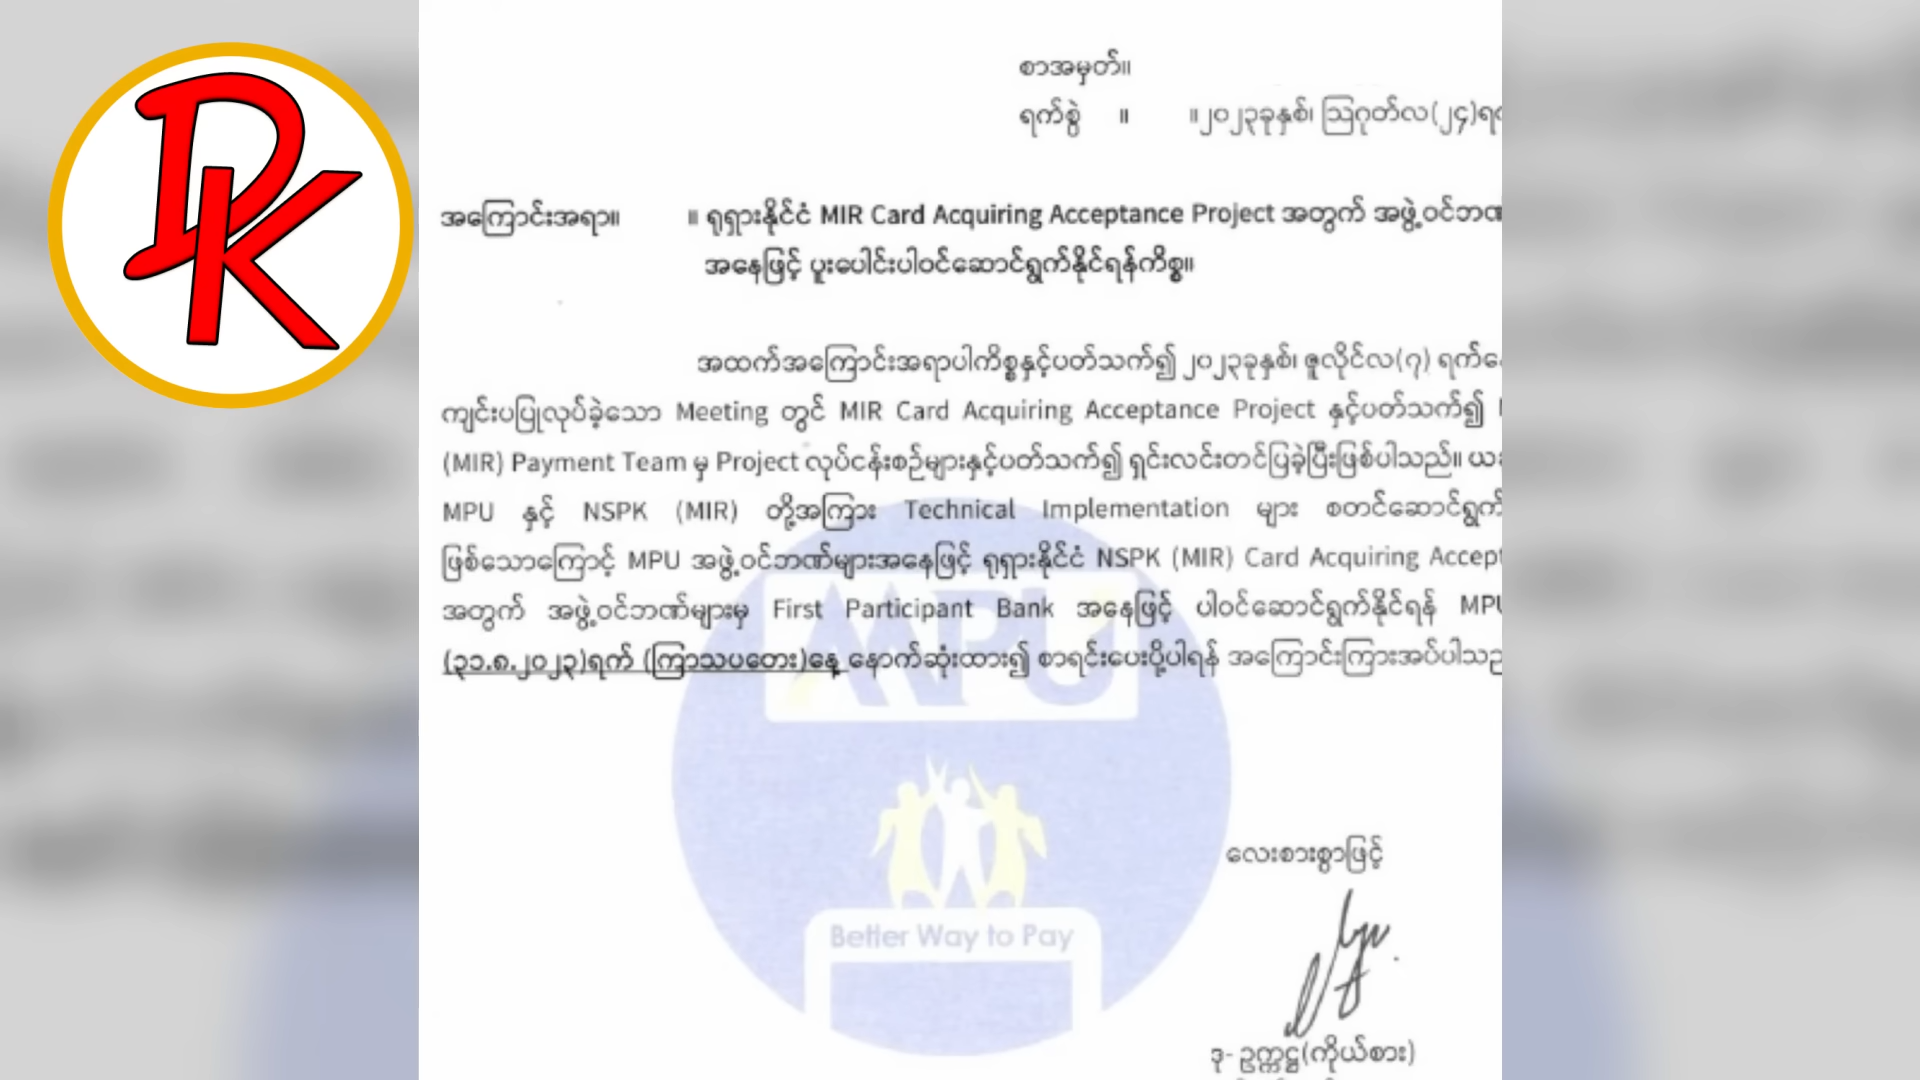 DK
စာအမှတ်။
ရက်စွဲ ။ ။၂၀၂၃ခုနှစ်၊ ဩဂုတ်လ(၂၄)
အကြောင်းအရာ။ ။ ရုရှားနိုင်ငံ MIR Card Acquiring Acceptance Project အတွက် အဖွဲ့ဝင်
အနေဖြင့် ပူးပေါင်းပါဝင်ဆောင်ရွက်နိုင်ရန်ကိစ္စ။
အထက်အကြောင်းအရာပါကိစ္စနှင့်ပတ်သက်၍ ၂၀၂၃ခုနှစ်၊ ဇူလိုင်လ(၇)
ကျင်းပပြုလုပ်ခဲ့သော Meeting တွင် MIR Card Acquiring Acceptance Project နှင့်ပတ်သက်၍
(MIR) Payment Team မှ Project လုပ်ငန်းစဉ်များနှင့်ပတ်သက်၍ ရှင်းလင်းတင်ပြခဲ့ပြီးဖြစ်ပါသည်။
MPU နှင့် NSPK (MIR) တို့အကြား Technical Implementation များ စတင်ဆောင်ရွက်
ဖြစ်သောကြောင့် MPU အဖွဲ့ဝင်ဘဏ်များအနေဖြင့် ရုရှားနိုင်ငံ NSPK (MIR) Card Acquiring Accept
အတွက် အဖွဲ့ဝင်ဘဏ်များမှ First Participant Bank အနေဖြင့် ပါဝင်ဆောင်ရွက်နိုင်ရန် MPU
(၃၁.၈.၂၀၂၃)ရက် (ကြာသပတေး)နေ့ နောက်ဆုံးထား၍ စာရင်းပေးပို့ပါရန် အကြောင်းကြားအပ်ပါသည
MPU
Better Way to Pay
လေးစားစွာဖြင့်
ဒု- ဥက္ကဋ္ဌ(ကိုယ်စား)